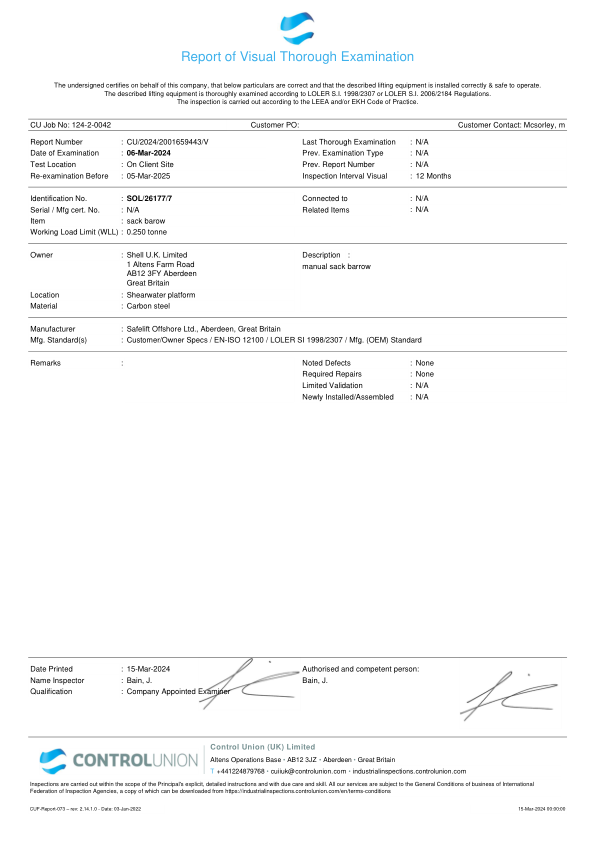 Report of Visual Thorough Examination
The undersigned certifies on behalf of this company, that below particulars are correct and that the described lifting equipment is installed correctly & safe to operate.
The described lifting equipment is thoroughly examined according to LOLER S.I. 1998/2307 or LOLER S.I. 2006/2184 Regulations.
The inspection is carried out according to the LEEA and/or EKH Code of Practice.
CU Job No: 124-2-0042 Customer PO: Customer Contact: Mcsorley, m
Report Number : CU/2024/2001659443/V Last Thorough Examination : N/A
Date of Examination : 06-Mar-2024 Prev. Examination Type : N/A
Test Location : On Client Site Prev. Report Number : N/A
Re-examination Before : 05-Mar-2025 Inspection Interval Visual : 12 Months
Identification No. : SOL/26177/7 Connected to : N/A
Serial / Mfg cert. No. : N/A Related Items : N/A
Item : sack barow
Working Load Limit (WLL) : 0.250 tonne
Owner : Shell U.K. Limited Description :
1 Altens Farm Road manual sack barrow
AB12 3FY Aberdeen
Great Britain
Location : Shearwater platform
Material : Carbon steel
Manufacturer : Safelift Offshore Ltd., Aberdeen, Great Britain
Mfg. Standard(s) : Customer/Owner Specs / EN-ISO 12100 / LOLER SI 1998/2307 / Mfg. (OEM) Standard
Remarks : Noted Defects : None
Required Repairs : None
Limited Validation : N/A
Newly Installed/Assembled : N/A
Date Printed : 15-Mar-2024 Authorised and competent person:
Name Inspector : Bain, J. Bain, J.
Qualification : Company Appointed Examiner
CONTROLUNION
Control Union (UK) Limited
Altens Operations Base · AB12 3JZ · Aberdeen · Great Britain
T +441224879768 · cuiiuk@controlunion.com · industrialinspections.controlunion.com
Inspections are carried out within the scope of the Principal's explicit, detailed instructions and with due care and skill. All our services are subject to the General Conditions of business of International
Federation of Inspection Agencies, a copy of which can be downloaded from https://industrialinspections.controlunion.com/en/terms-conditions
CUF-Report-073 – rev: 2.14.1.0 - Date: 03-Jun-2022 15-Mar-2024 00:00:00